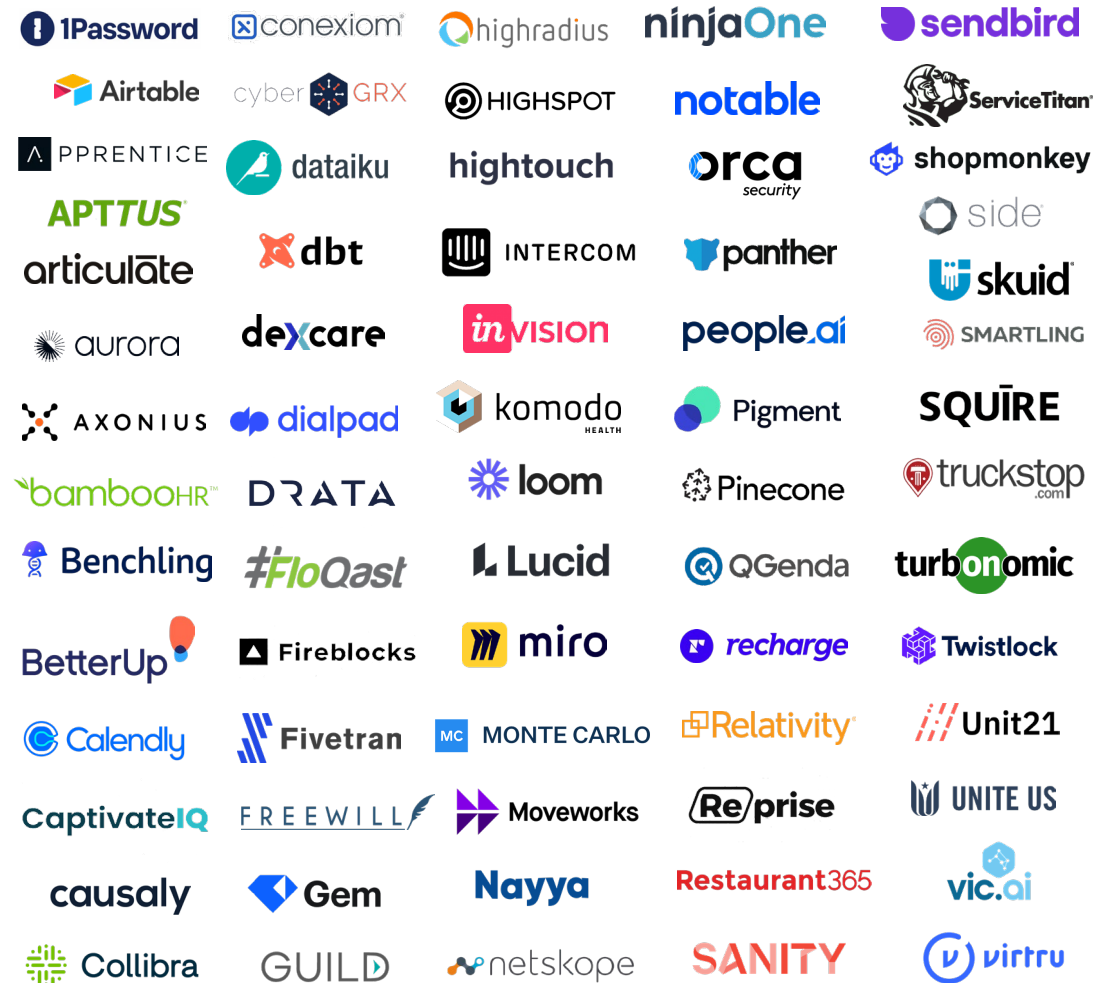 1Password
conexiom
highradius
ninjaOne
sendbird
Airtable
cyber GRX
HIGHSPOT
notable
ServiceTitan
APPRENTICE
dataiku
hightouch
orca
security
shopmonkey
APTTUS
side
articulate
dbt
INTERCOM
panther
skuid
aurora
dexcare
inVISION
people.ai
SMARTLING
AXONIUS
dialpad
komodo
HEALTH
Pigment
SQUĪRE
bambooHR™
DRATA
loom
Pinecone
truckstop
.com
Benchling
#FloQast
Lucid
QGenda
turbonomic
BetterUp
Fireblocks
miro
recharge
Twistlock
Calendly
Fivetran
MC MONTE CARLO
Relativity
Unit21
CaptivateIQ
FREEWILL
Moveworks
Reprise
UNITE US
causaly
Gem
Nayya
Restaurant365
vic.ai
Collibra
GUILD
netskope
SANITY
virtru